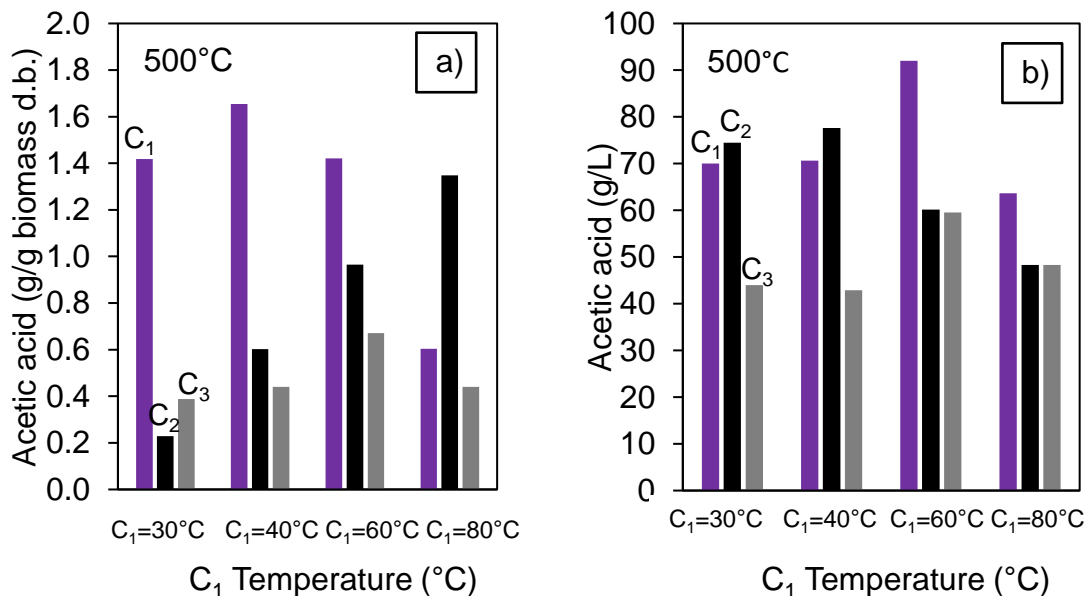 2.0
1.8
1.6
1.4
1.2
1.0
0.8
0.6
0.4
0.2
0.0
Acetic acid (g/g biomass d.b.)
500°C
a)
C₁
C₂
C₃
C₁=30°C
C₁=40°C
C₁=60°C
C₁=80°C
C₁ Temperature (°C)
100
90
80
70
60
50
40
30
20
10
0
Acetic acid (g/L)
500°C
b)
C₁
C₂
C₃
C₁=30°C
C₁=40°C
C₁=60°C
C₁=80°C
C₁ Temperature (°C)